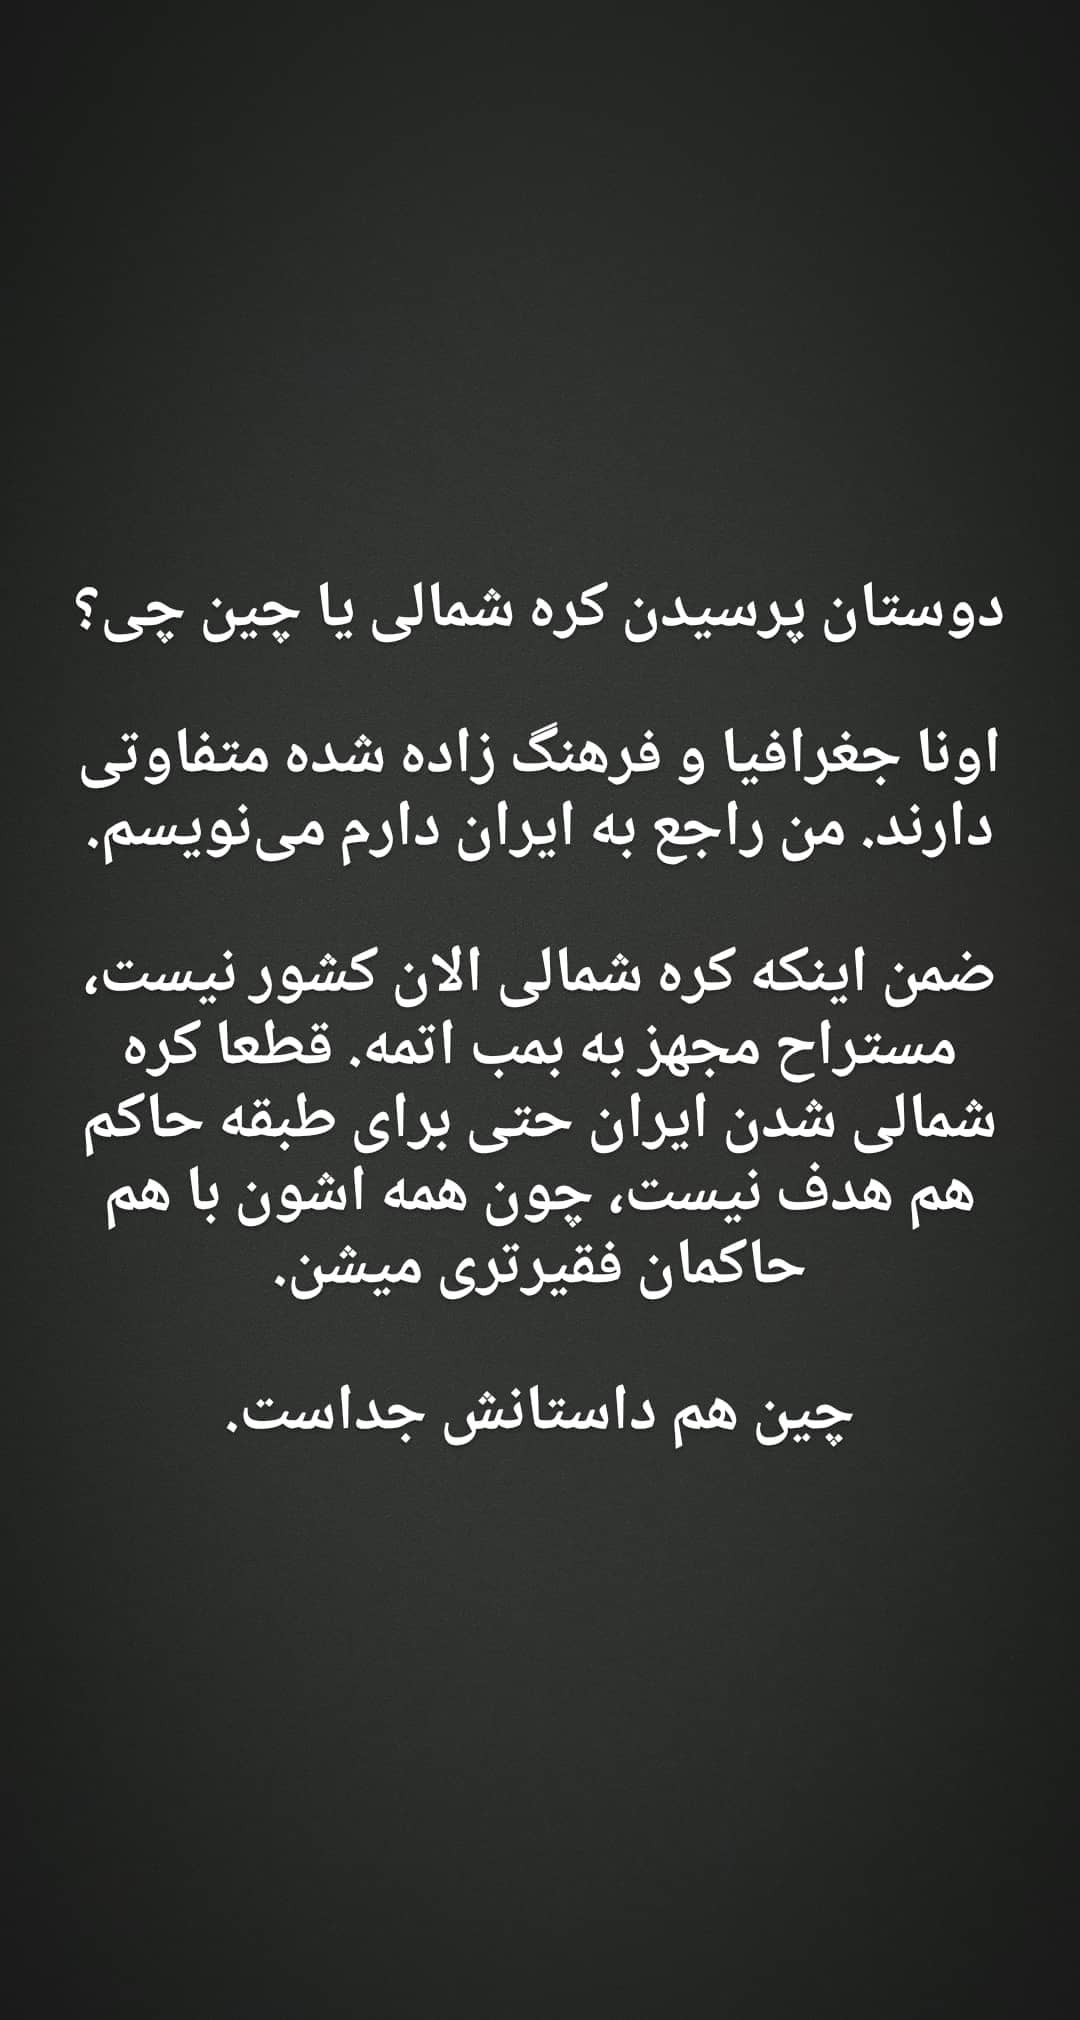 دوستان پرسیدن کره شمالی یا چین چی؟
اونا جغرافیا و فرهنگ زاده شده متفاوتی
دارند. من راجع به ایران دارم می‌نویسم.
ضمن اینکه کره شمالی الان کشور نیست،
مستراح مجهز به بمب اتمه. قطعا کره
شمالی شدن ایران حتی برای طبقه حاکم
هم هدف نیست، چون همه اشون با هم
حاکمان فقیرتری میشن.
چین هم داستانش جداست.